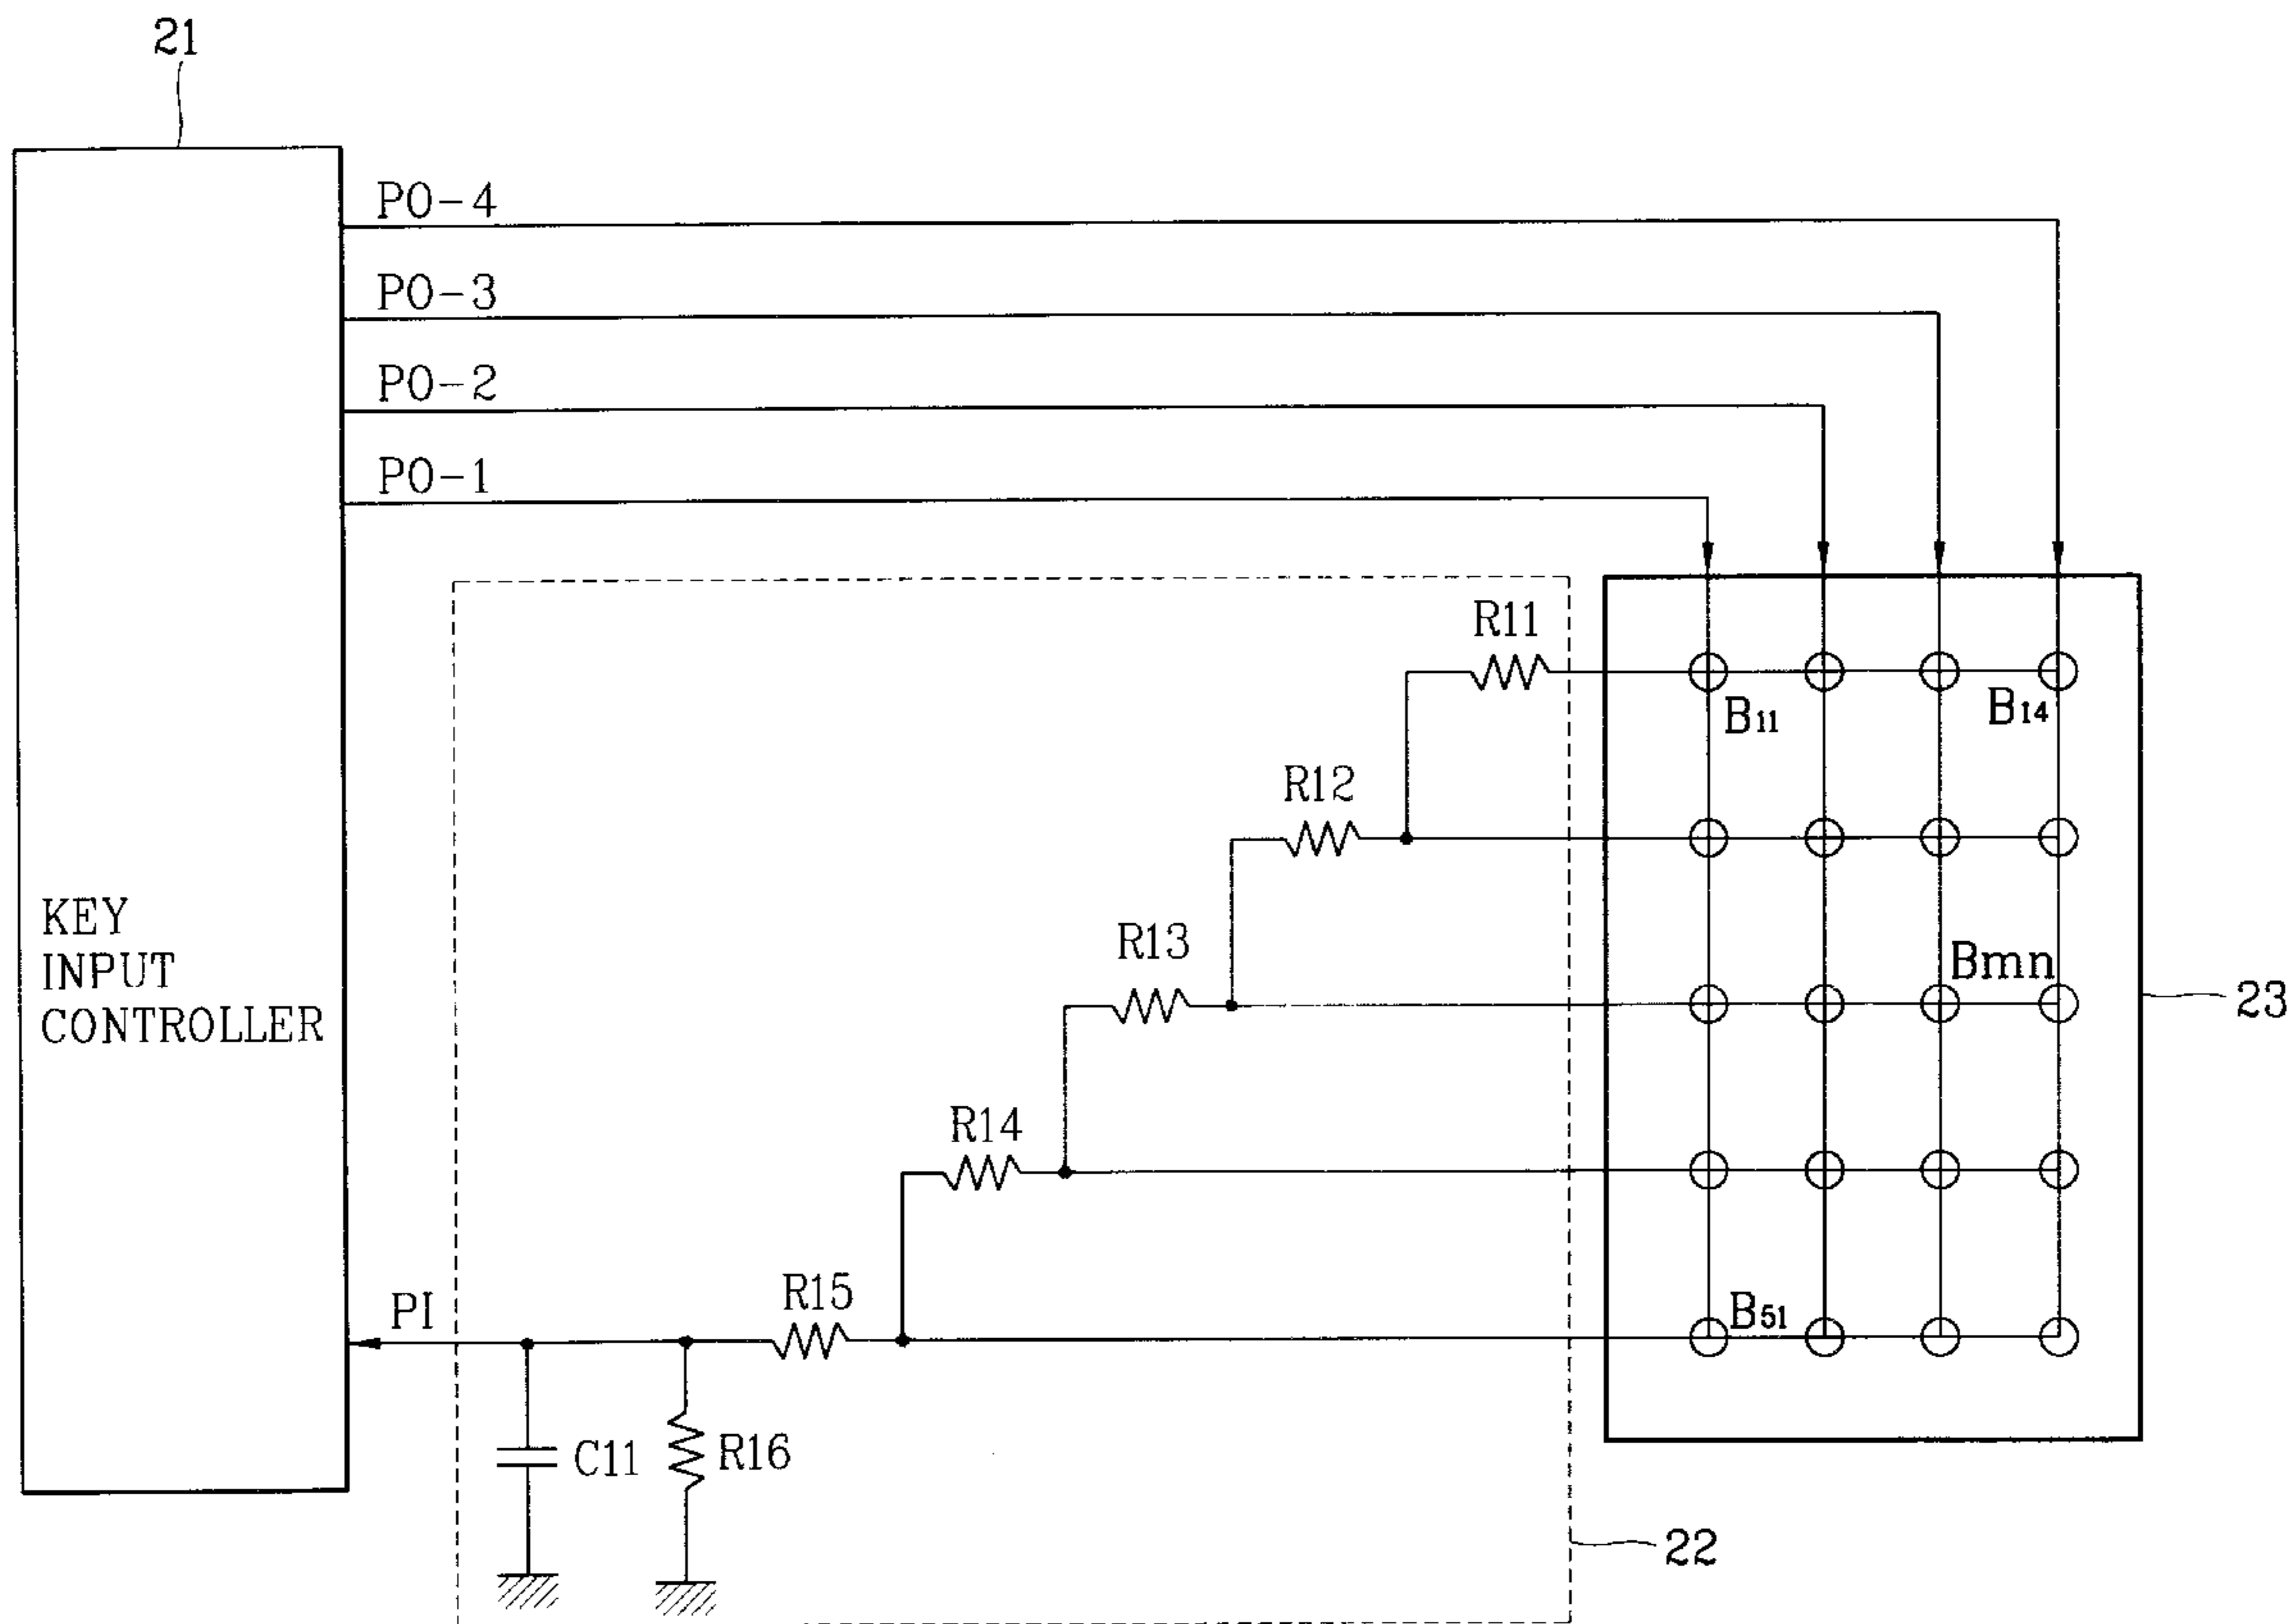 21
PO-4
PO-3
PO-2
PO-1
R11
B11
B14
R12
KEY
INPUT
CONTROLLER
R13
Bmn
23
R14
PI
R15
B51
C11
R16
22